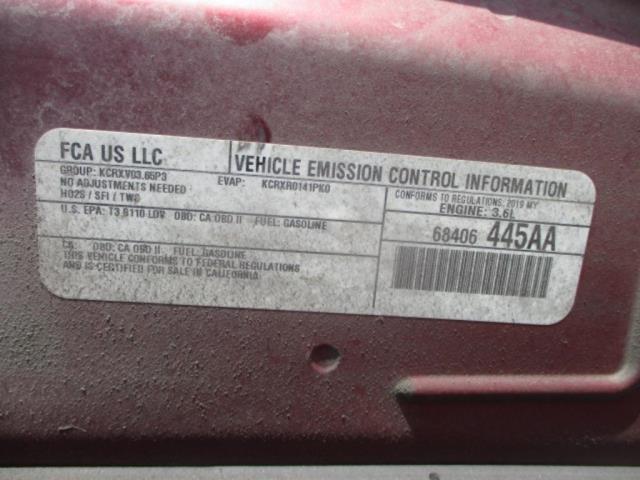 FCA US LLC
VEHICLE EMISSION CONTROL INFORMATION
GROUP: KCRXV03.65P3
EVAP: KCRXR0141PK0
NO ADJUSTMENTS NEEDED
HO2S / SFI / TWC
CONFORMS TO REGULATIONS: 2019 MY
ENGINE: 3.6L
U.S. EPA: T3 B110 LDV OBD: CA OBD II FUEL: GASOLINE
68406 445AA
CA: OBD: CA OBD II FUEL: GASOLINE
THIS VEHICLE CONFORMS TO FEDERAL REGULATIONS
AND IS CERTIFIED FOR SALE IN CALIFORNIA.